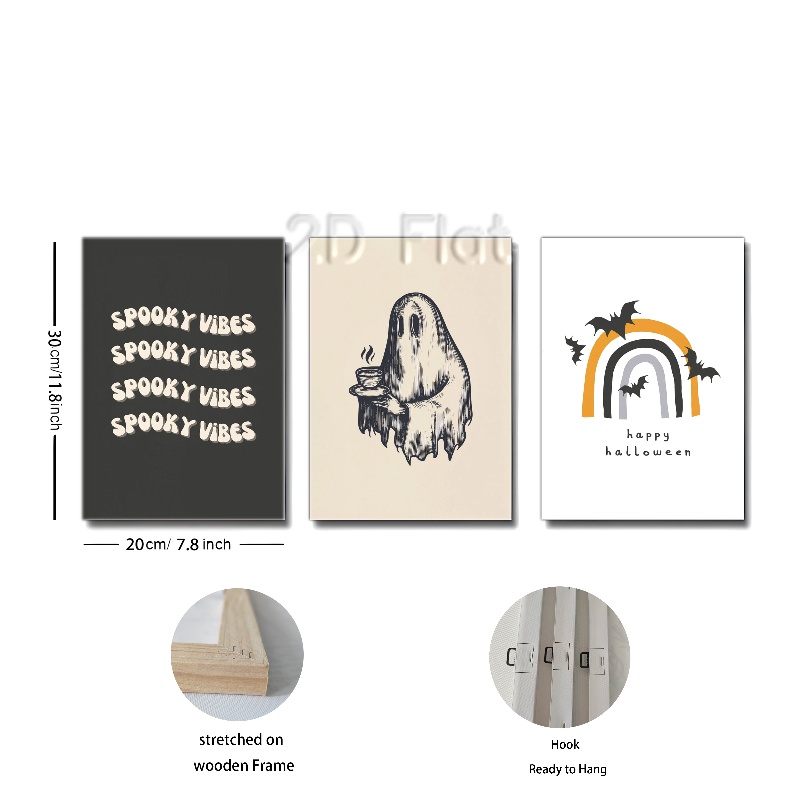 2.D Flat
SPOOKY ViBES
SPOOKY ViBES
SPOOKY ViBES
SPOOKY ViBES
happy
halloween
30cm/11.8inch
20cm/ 7.8 inch
stretched on
wooden Frame
Hook
Ready to Hang